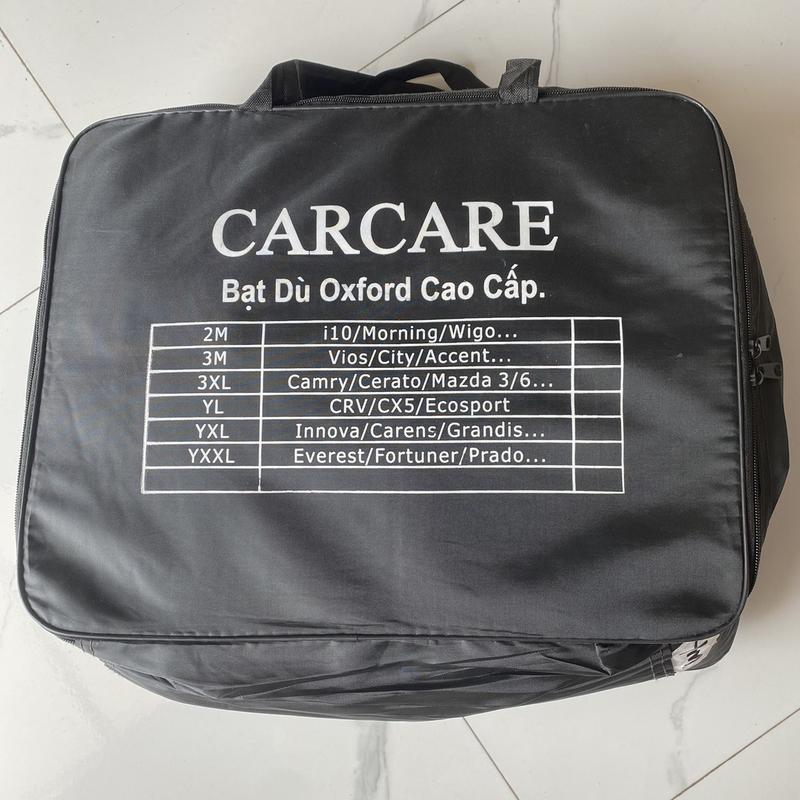 CARCARE
Bạt Dù Oxford Cao Cấp.
2M i10/Morning/Wigo...
3M Vios/City/Accent...
3XL Camry/Cerato/Mazda 3/6...
YL CRV/CX5/Ecosport
YXL Innova/Carens/Grandis...
YXXL Everest/Fortuner/Prado...